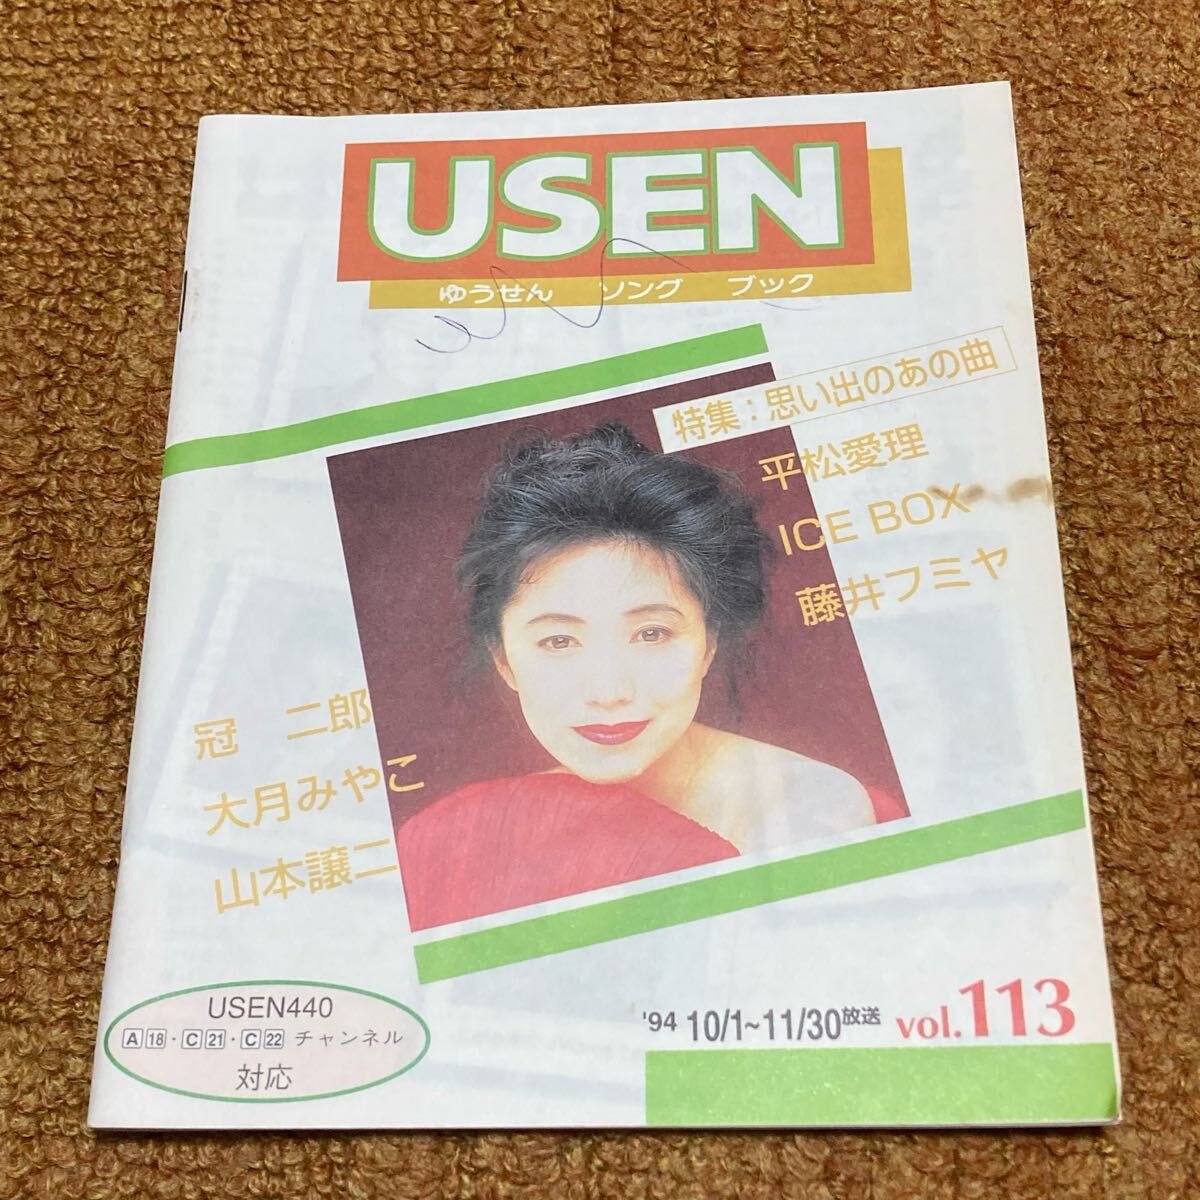 USEN
ゆうせん ソング ブック
特集：思い出のあの曲
平松愛理
ICE BOX
藤井フミヤ
冠 二郎
大月みやこ
山本譲二
USEN440
A18・C21・C22 チャンネル
対応
'94 10/1~11/30放送 vol.113